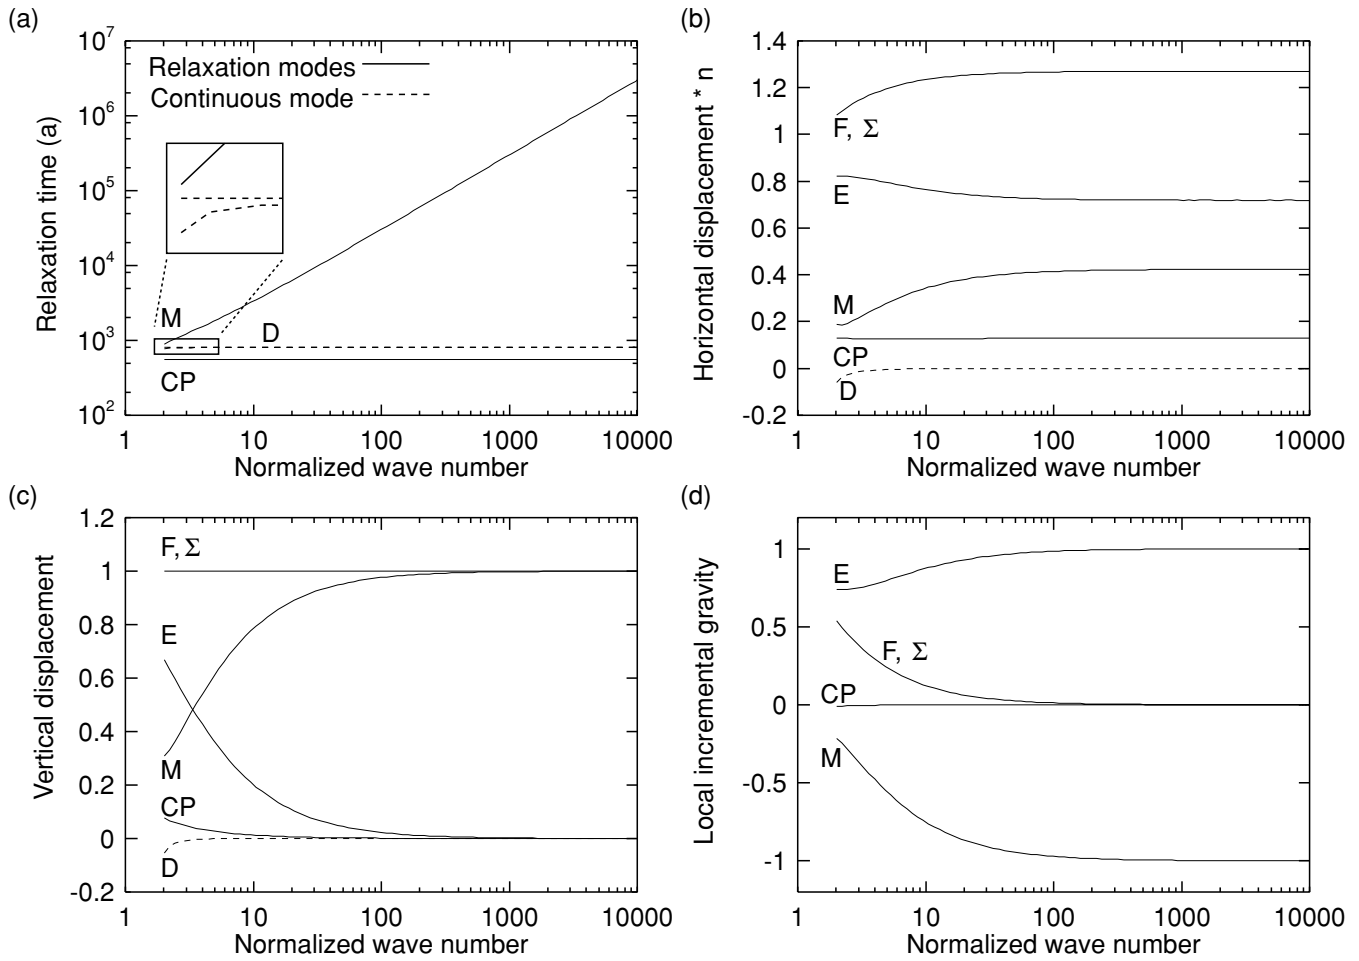 (a)
10^7
10^6
10^5
10^4
10^3
10^2
Relaxation time (a)
Relaxation modes
Continuous mode
M
D
CP
1 10 100 1000 10000
Normalized wave number
(b)
1.4
1.2
1
0.8
0.6
0.4
0.2
0
-0.2
Horizontal displacement * n
F, Σ
E
M
CP
D
1 10 100 1000 10000
Normalized wave number
(c)
1.2
1
0.8
0.6
0.4
0.2
0
-0.2
Vertical displacement
F, Σ
E
M
CP
D
1 10 100 1000 10000
Normalized wave number
(d)
1
0.5
0
-0.5
-1
Local incremental gravity
E
F, Σ
CP
M
1 10 100 1000 10000
Normalized wave number